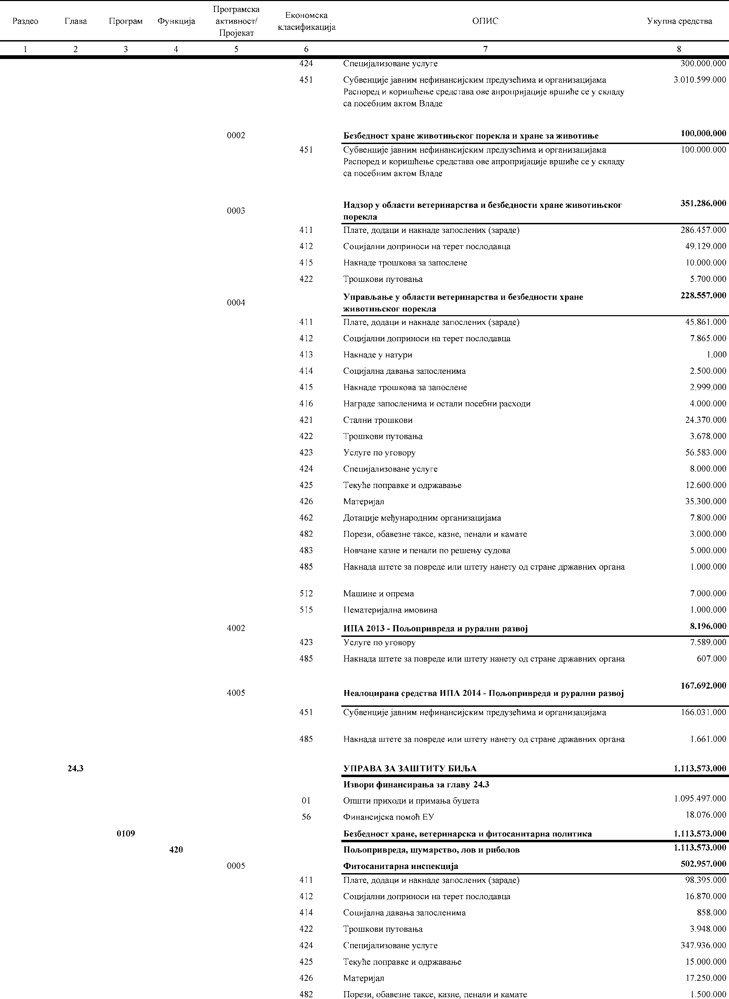 Раздео Глава Програм Функција Програмска активност/ Пројекат Економска класификација ОПИС Укупна средства
1 2 3 4 5 6 7 8
424 Специјализоване услуге 300.000.000
451 Субвенције јавним нефинансијским предузећима и организацијама 3.010.599.000
Распоред и коришћење средстава ове апропријације вршиће се у складу
са посебним актом Владе
0002 Безбедност хране животињског порекла и хране за животиње 100.000.000
451 Субвенције јавним нефинансијским предузећима и организацијама 100.000.000
Распоред и коришћење средстава ове апропријације вршиће се у складу
са посебним актом Владе
0003 Надзор у области ветеринарства и безбедности хране животињског 351.286.000
порекла
411 Плате, додаци и накнаде запослених (зараде) 286.457.000
412 Социјални доприноси на терет послодавца 49.129.000
415 Накнаде трошкова за запослене 10.000.000
422 Трошкови путовања 5.700.000
0004 Управљање у области ветеринарства и безбедности хране 228.557.000
животињског порекла
411 Плате, додаци и накнаде запослених (зараде) 45.861.000
412 Социјални доприноси на терет послодавца 7.865.000
413 Накнаде у натури 1.000
414 Социјална давања запосленима 2.500.000
415 Накнаде трошкова за запослене 2.999.000
416 Награде запосленима и остали посебни расходи 4.000.000
421 Стални трошкови 24.370.000
422 Трошкови путовања 3.678.000
423 Услуге по уговору 56.583.000
424 Специјализоване услуге 8.000.000
425 Текуће поправке и одржавање 12.600.000
426 Материјал 35.300.000
462 Дотације међународним организацијама 7.800.000
482 Порези, обавезне таксе, казне, пенали и камате 3.000.000
483 Новчане казне и пенали по решењу судова 5.000.000
485 Накнада штете за повреде или штету нанету од стране државних органа 1.000.000
512 Машине и опрема 7.000.000
515 Нематеријална имовина 1.000.000
4002 ИПА 2013 - Пољопривреда и рурални развој 8.196.000
423 Услуге по уговору 7.589.000
485 Накнада штете за повреде или штету нанету од стране државних органа 607.000
4005 Неалоцирана средства ИПА 2014 - Пољопривреда и рурални развој 167.692.000
451 Субвенције јавним нефинансијским предузећима и организацијама 166.031.000
485 Накнада штете за повреде или штету нанету од стране државних органа 1.661.000
24.3 УПРАВА ЗА ЗАШТИТУ БИЉА 1.113.573.000
Извори финансирања за главу 24.3
01 Општи приходи и примања буџета 1.095.497.000
56 Финансијска помоћ ЕУ 18.076.000
0109 Безбедност хране, ветеринарска и фитосанитарна политика 1.113.573.000
420 Пољопривреда, шумарство, лов и риболов 1.113.573.000
0005 Фитосанитарна инспекција 502.957.000
411 Плате, додаци и накнаде запослених (зараде) 98.395.000
412 Социјални доприноси на терет послодавца 16.870.000
414 Социјална давања запосленима 858.000
422 Трошкови путовања 3.948.000
424 Специјализоване услуге 347.936.000
425 Текуће поправке и одржавање 15.000.000
426 Материјал 17.250.000
482 Порези, обавезне таксе, казне, пенали и камате 1.500.000